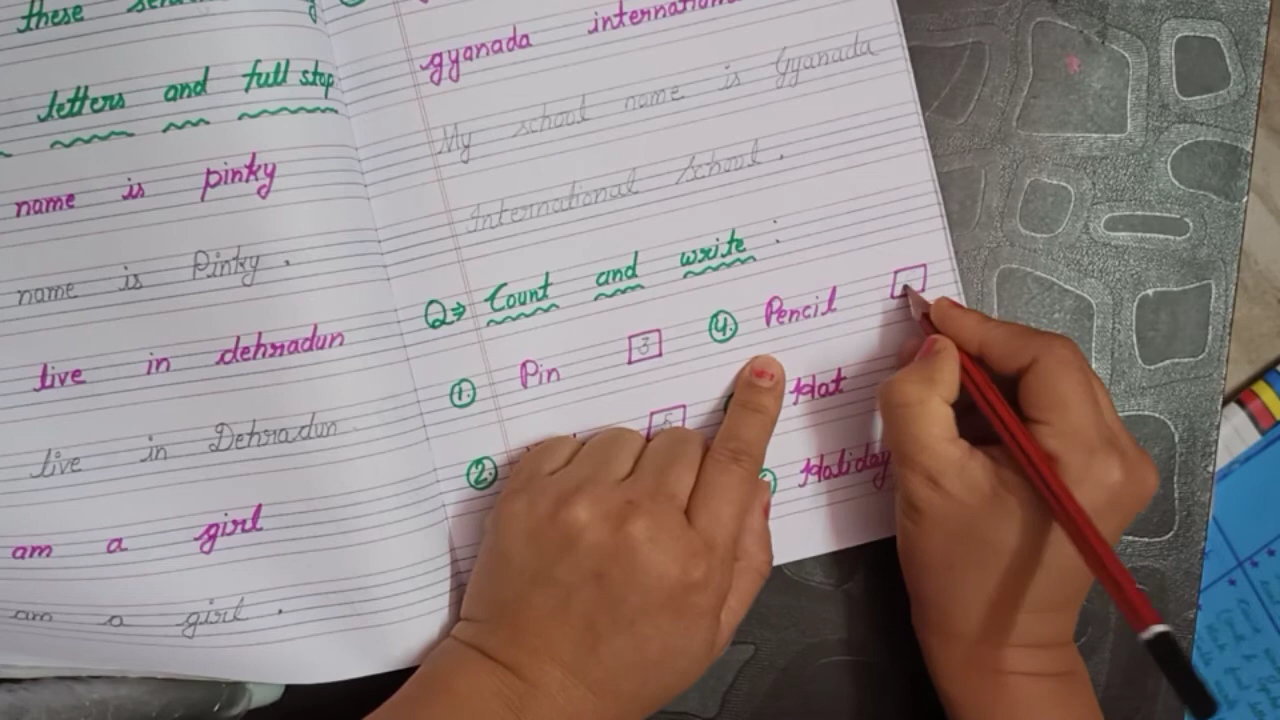 these
letters and full stop
name is pinky
name is Pinky .
live in dehradun
live in Dehradun
am a girl
am a girl .
gyanada
My school name is Gyanada
International School .
Q⇒ Count and write :
1. Pin 3
2. 5
4. Pencil
Hat
Holiday